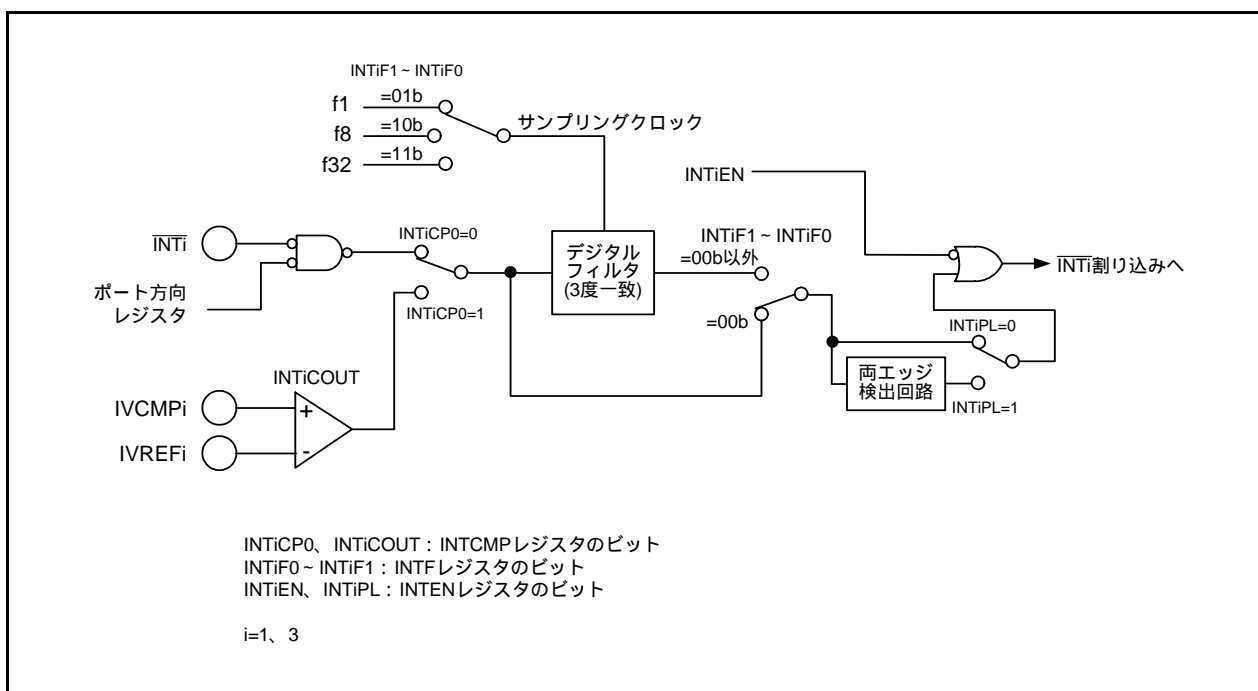 INTiF1 ~ INTiF0
f1
=01b
f8
=10b
f32
=11b
サンプリングクロック
INTiEN
INTi
INTiCP0=0
デジタル
フィルタ
(3度一致)
INTiF1 ~ INTiF0
=00b以外
INTi割り込みへ
ポート方向
レジスタ
INTiCP0=1
=00b
INTiPL=0
両エッジ
検出回路
INTiPL=1
INTiCOUT
IVCMPi
+
IVREFi
-
INTiCP0、INTiCOUT : INTCMPレジスタのビット
INTiF0 ~ INTiF1 : INTFレジスタのビット
INTiEN、INTiPL : INTENレジスタのビット
i=1、3